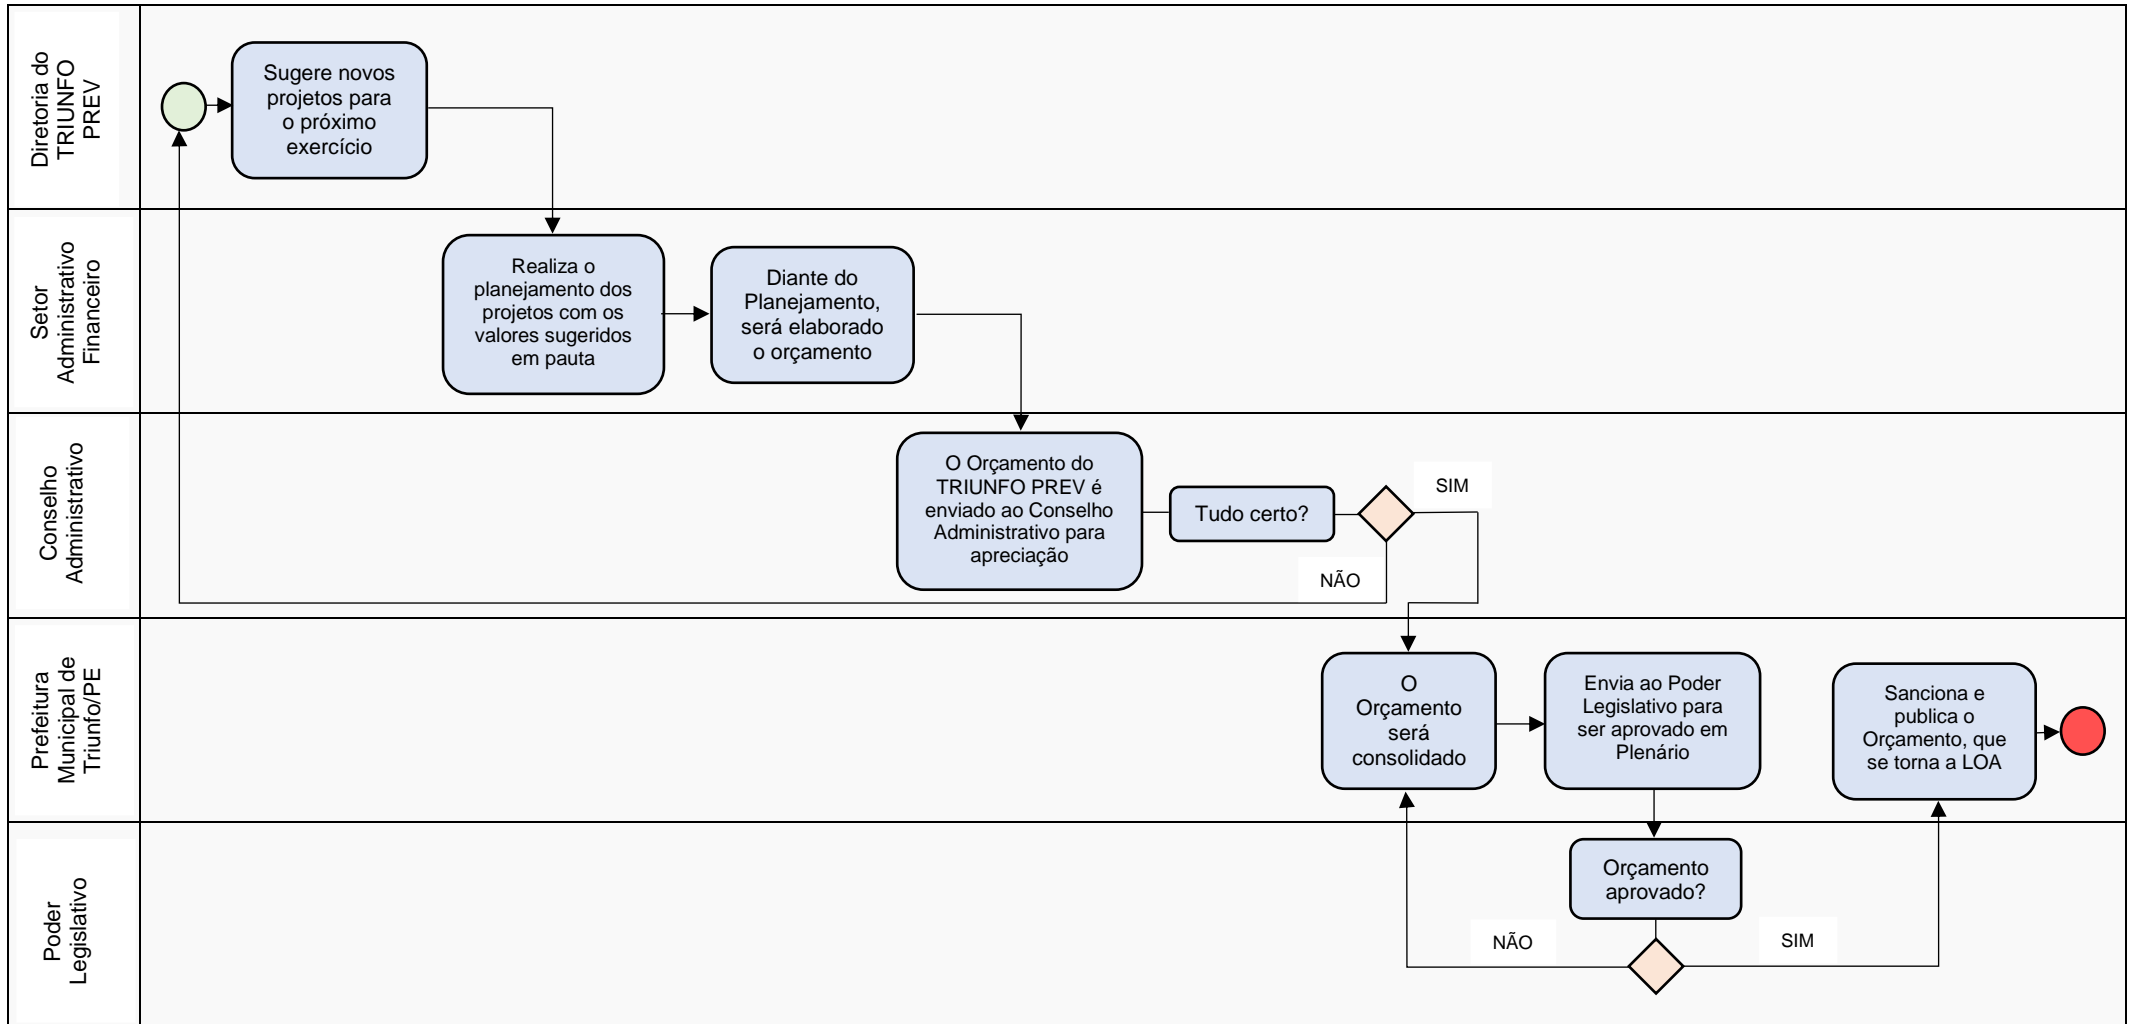 Diretoria do
TRIUNFO
PREV
Sugere novos
projetos para
o próximo
exercício
Setor
Administrativo
Financeiro
Realiza o
planejamento dos
projetos com os
valores sugeridos
em pauta
Diante do
Planejamento,
será elaborado
o orçamento
Conselho
Administrativo
O Orçamento do
TRIUNFO PREV é
enviado ao Conselho
Administrativo para
apreciação
Tudo certo?
SIM
NÃO
Prefeitura
Municipal de
Triunfo/PE
O
Orçamento
será
consolidado
Envia ao Poder
Legislativo para
ser aprovado em
Plenário
Sanciona e
publica o
Orçamento, que
se torna a LOA
Poder
Legislativo
Orçamento
aprovado?
NÃO
SIM